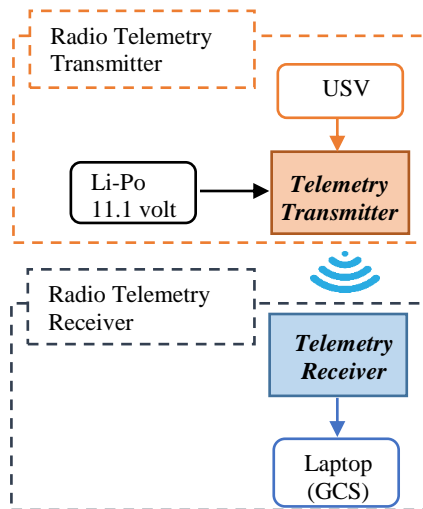 Radio Telemetry
Transmitter
USV
Li-Po
11.1 volt
Telemetry
Transmitter
Radio Telemetry
Receiver
Telemetry
Receiver
Laptop
(GCS)